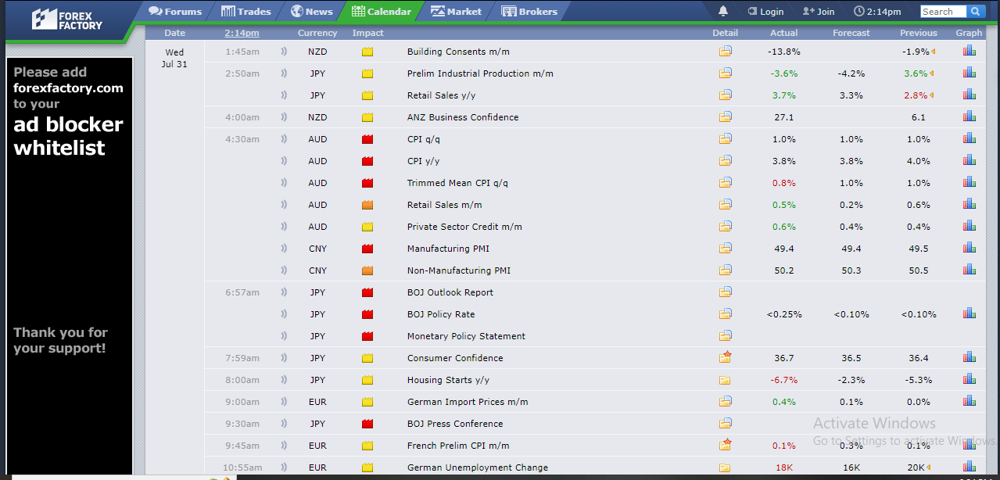 FOREX FACTORY
Forums Trades News Calendar Market Brokers Login Join 2:14pm Search
Date 2:14pm Currency Impact Detail Actual Forecast Previous Graph
Please add
forexfactory.com
to your
ad blocker
whitelist
Thank you for
your support!
Wed
Jul 31
1:45am NZD Building Consents m/m -13.8% -1.9%
2:50am JPY Prelim Industrial Production m/m -3.6% -4.2% 3.6%
JPY Retail Sales y/y 3.7% 3.3% 2.8%
4:00am NZD ANZ Business Confidence 27.1 6.1
4:30am AUD CPI q/q 1.0% 1.0% 1.0%
AUD CPI y/y 3.8% 3.8% 4.0%
AUD Trimmed Mean CPI q/q 0.8% 1.0% 1.0%
AUD Retail Sales m/m 0.5% 0.2% 0.6%
AUD Private Sector Credit m/m 0.6% 0.4% 0.4%
CNY Manufacturing PMI 49.4 49.4 49.5
CNY Non-Manufacturing PMI 50.2 50.3 50.5
6:57am JPY BOJ Outlook Report
JPY BOJ Policy Rate <0.25% <0.10% <0.10%
JPY Monetary Policy Statement
7:59am JPY Consumer Confidence 36.7 36.5 36.4
8:00am JPY Housing Starts y/y -6.7% -2.3% -5.3%
9:00am EUR German Import Prices m/m 0.4% 0.1% 0.0%
9:30am JPY BOJ Press Conference
Activate Windows
Go to Settings to activate Windows.
9:45am EUR French Prelim CPI m/m 0.1% 0.3% 0.1%
10:55am EUR German Unemployment Change 18K 16K 20K